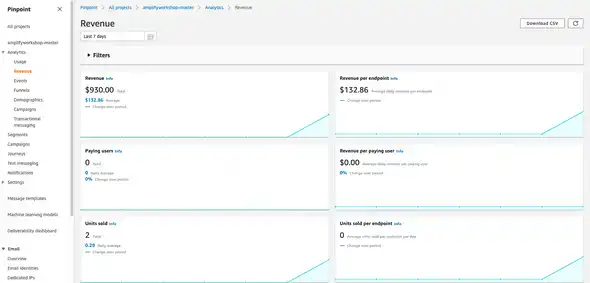 Pinpoint
All projects
amplifyworkshop-master
Analytics
Usage
Revenue
Events
Funnels
Demographics
Campaigns
Transactional
messaging
Segments
Campaigns
Journeys
Test messaging
Notifications
Settings
Message templates
Machine learning models
Deliverability dashboard
Email
Overview
Email identities
Dedicated IPs
Pinpoint > All projects > amplifyworkshop-master > Analytics > Revenue
Revenue
Download CSV
Last 7 days
Filters
Revenue Info
$930.00 Total
$132.86 Average
— Change over period
Revenue per endpoint Info
$132.86 Average daily revenue per endpoint
— Change over period
Paying users Info
0 Total
0 Daily average
0% Change over period
Revenue per paying user Info
$0.00 Average daily revenue per paying user
0% Change over period
Units sold Info
2 Total
0.29 Daily average
— Change over period
Units sold per endpoint Info
0 Average units sold per endpoint per day
— Change over period